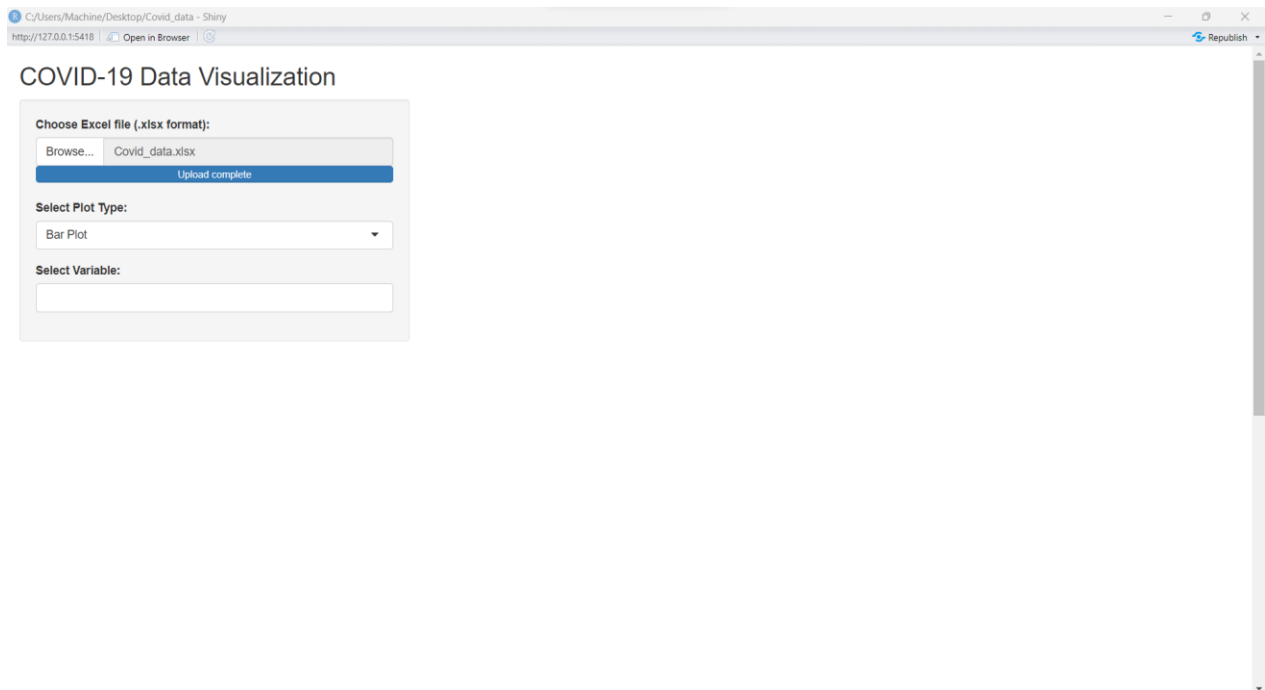 R C:/Users/Machine/Desktop/Covid_data - Shiny
http://127.0.0.1:5418 Open in Browser Republish
COVID-19 Data Visualization
Choose Excel file (.xlsx format):
Browse... Covid_data.xlsx
Upload complete
Select Plot Type:
Bar Plot
Select Variable: